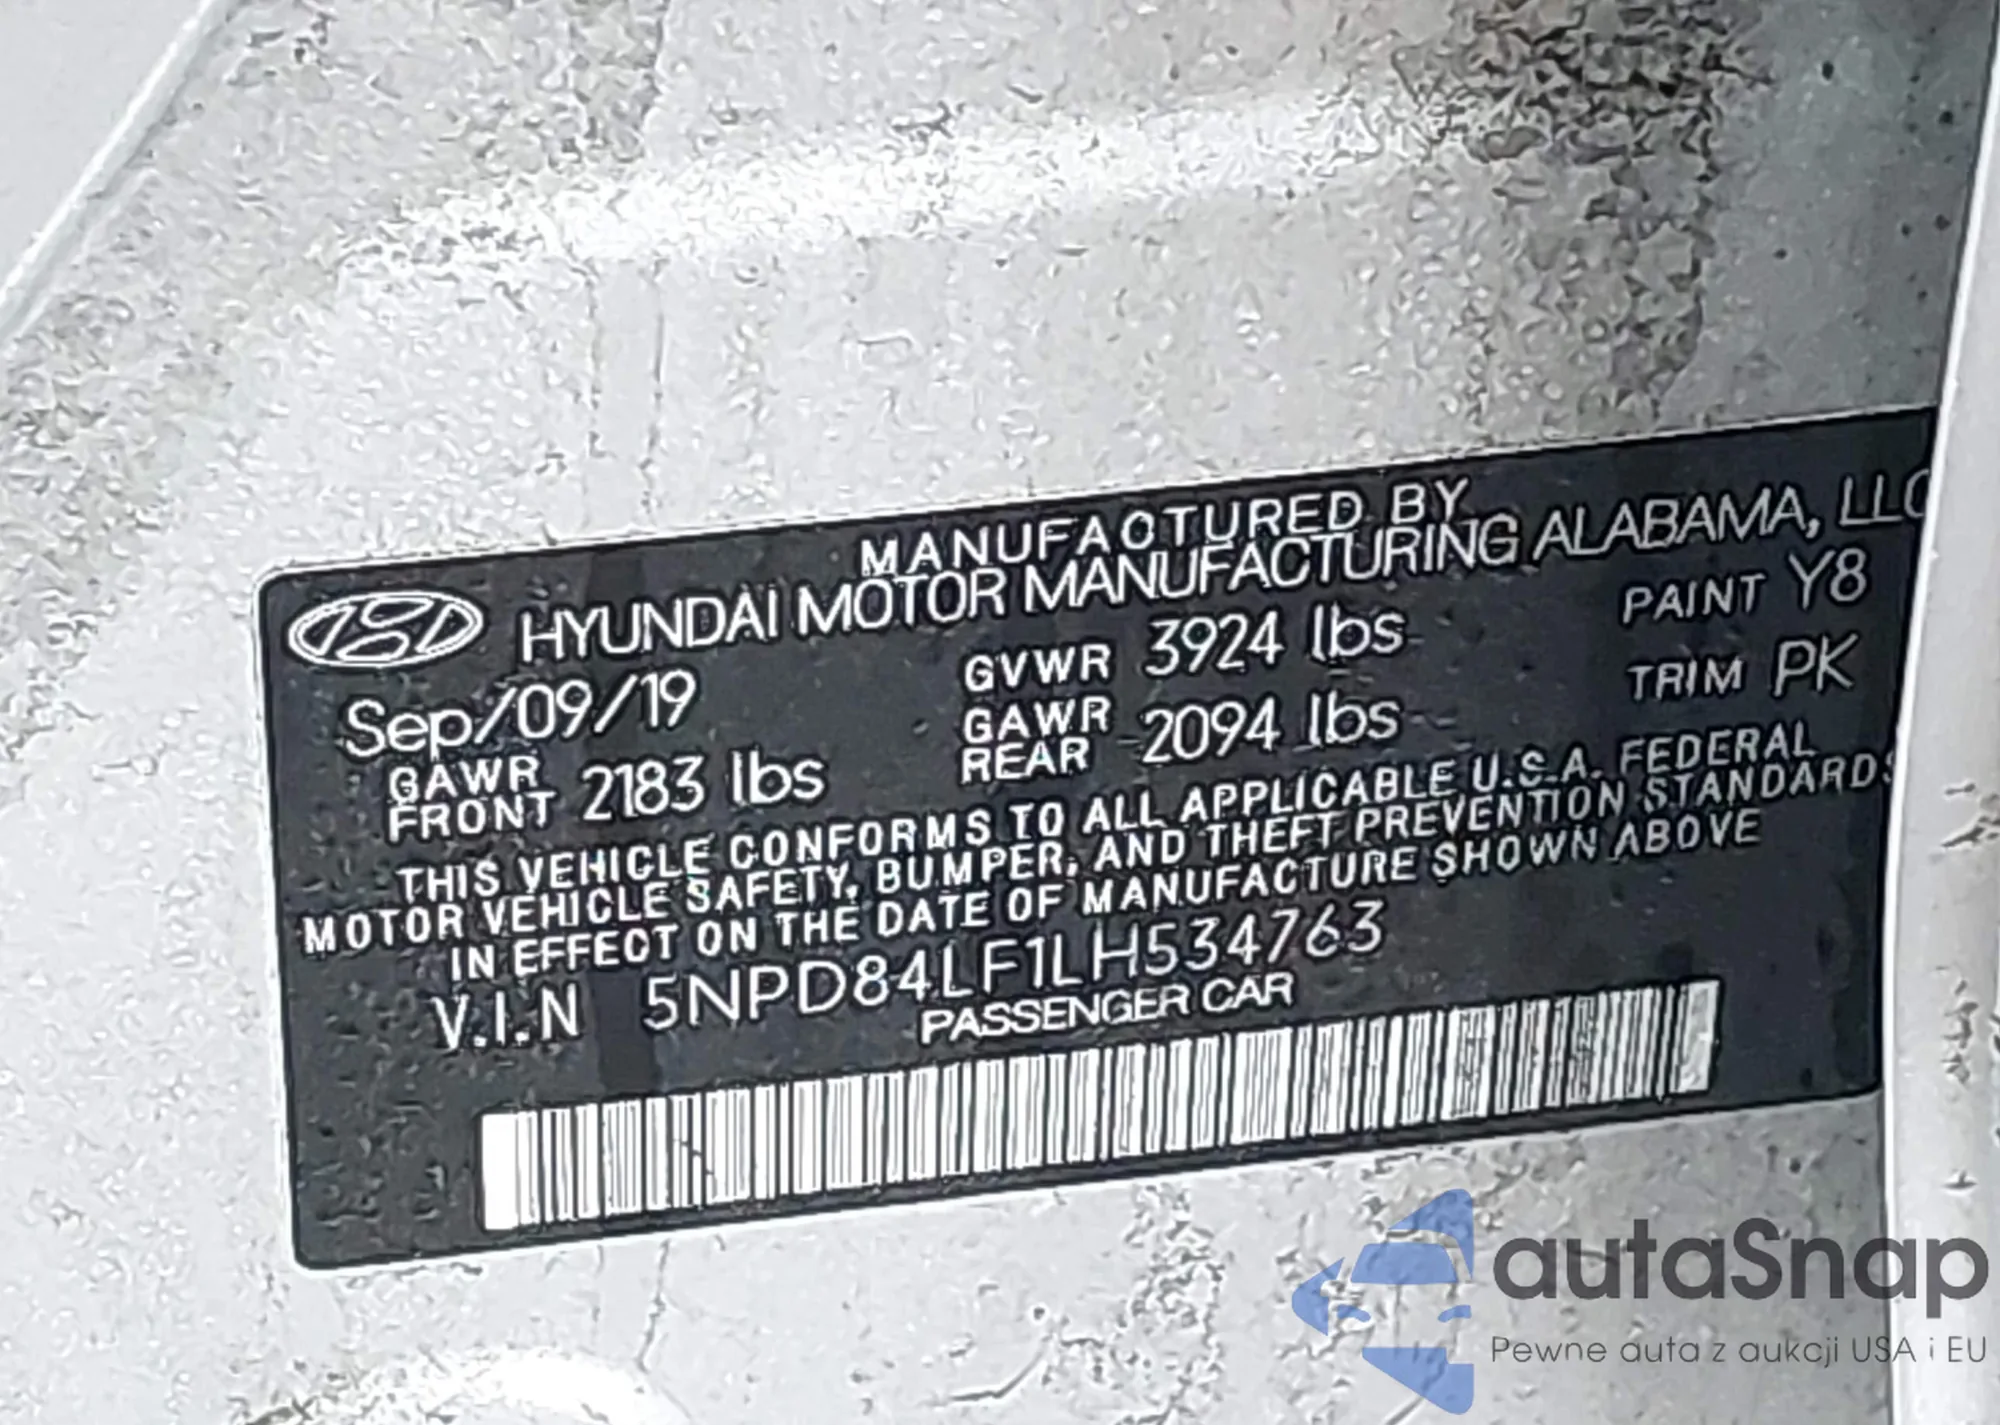 MANUFACTURED BY
HYUNDAI MOTOR MANUFACTURING ALABAMA, LLC
Sep/09/19 GVWR 3924 lbs PAINT Y8
GAWR FRONT 2183 lbs GAWR REAR 2094 lbs TRIM PK
THIS VEHICLE CONFORMS TO ALL APPLICABLE U.S.A. FEDERAL
MOTOR VEHICLE SAFETY, BUMPER, AND THEFT PREVENTION STANDARDS
IN EFFECT ON THE DATE OF MANUFACTURE SHOWN ABOVE
V.I.N 5NPD84LF1LH534763
PASSENGER CAR
autaSnap
Pewne auta z aukcji USA i EU